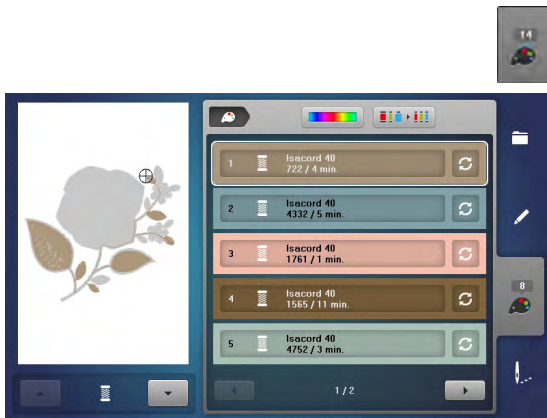 14
1 Isacord 40
722 / 4 min.
2 Isacord 40
4332 / 5 min.
3 Isacord 40
1761 / 1 min.
4 Isacord 40
1565 / 11 min.
5 Isacord 40
4752 / 3 min.
8
1 / 2